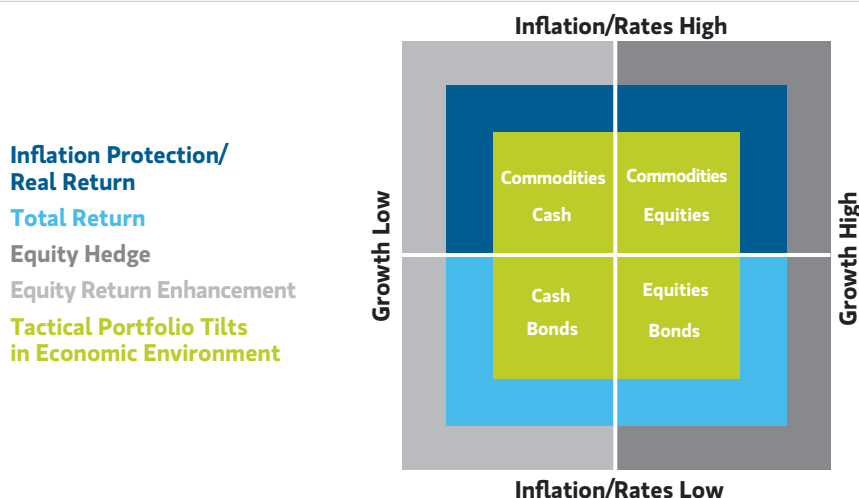 Inflation/Rates High
Inflation Protection/
Real Return
Total Return
Equity Hedge
Equity Return Enhancement
Tactical Portfolio Tilts
in Economic Environment
Growth Low
Commodities
Cash
Commodities
Equities
Cash
Bonds
Equities
Bonds
Growth High
Inflation/Rates Low